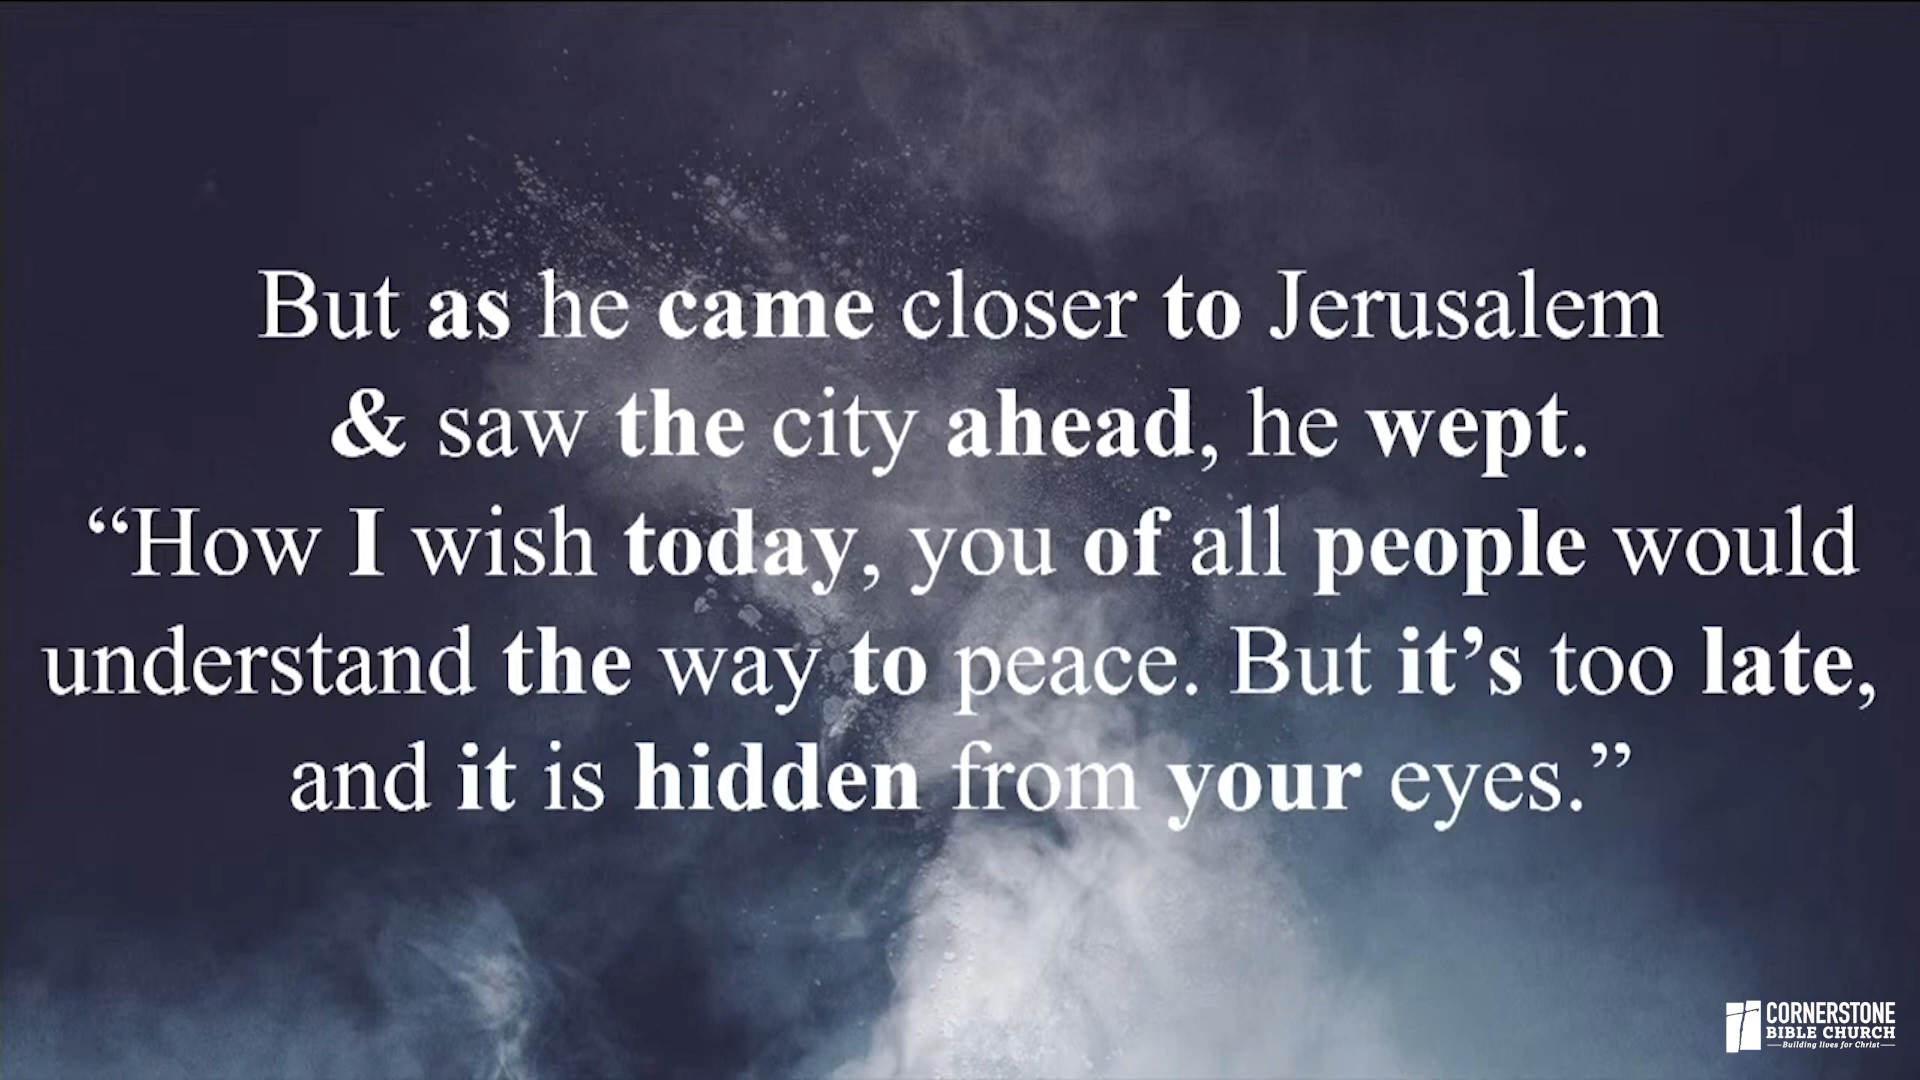 But as he came closer to Jerusalem
& saw the city ahead, he wept.
“How I wish today, you of all people would
understand the way to peace. But it’s too late,
and it is hidden from your eyes.”
CORNERSTONE
BIBLE CHURCH
Building lives for Christ